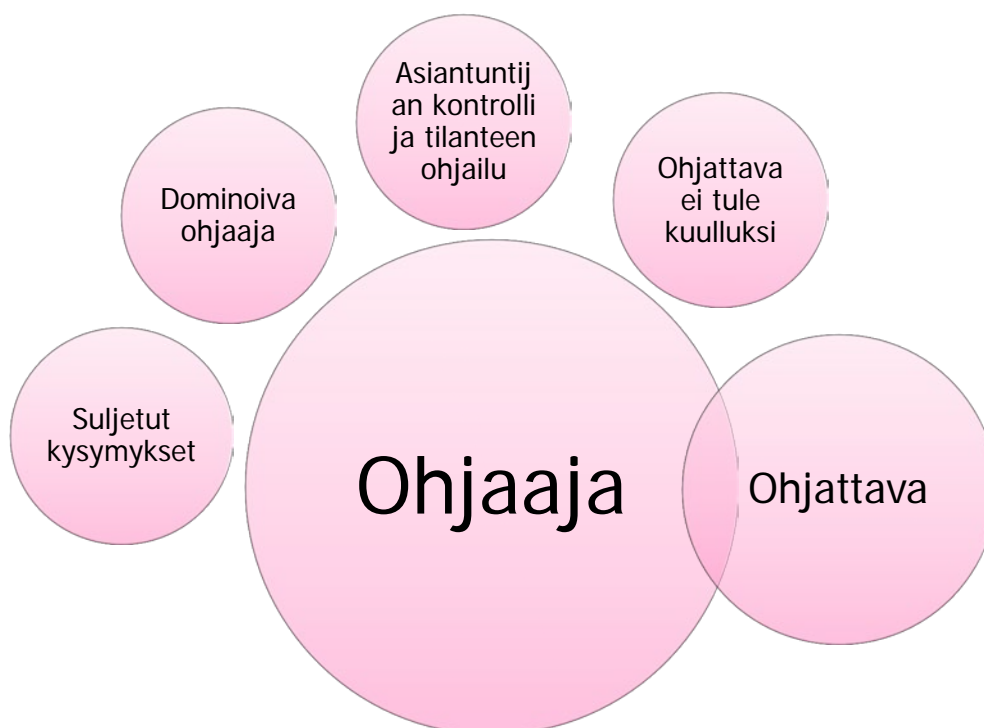 Asiantuntij
an kontrolli
ja tilanteen
ohjailu
Dominoiva
ohjaaja
Ohjattava
ei tule
kuulluksi
Suljetut
kysymykset
Ohjaaja
Ohjattava